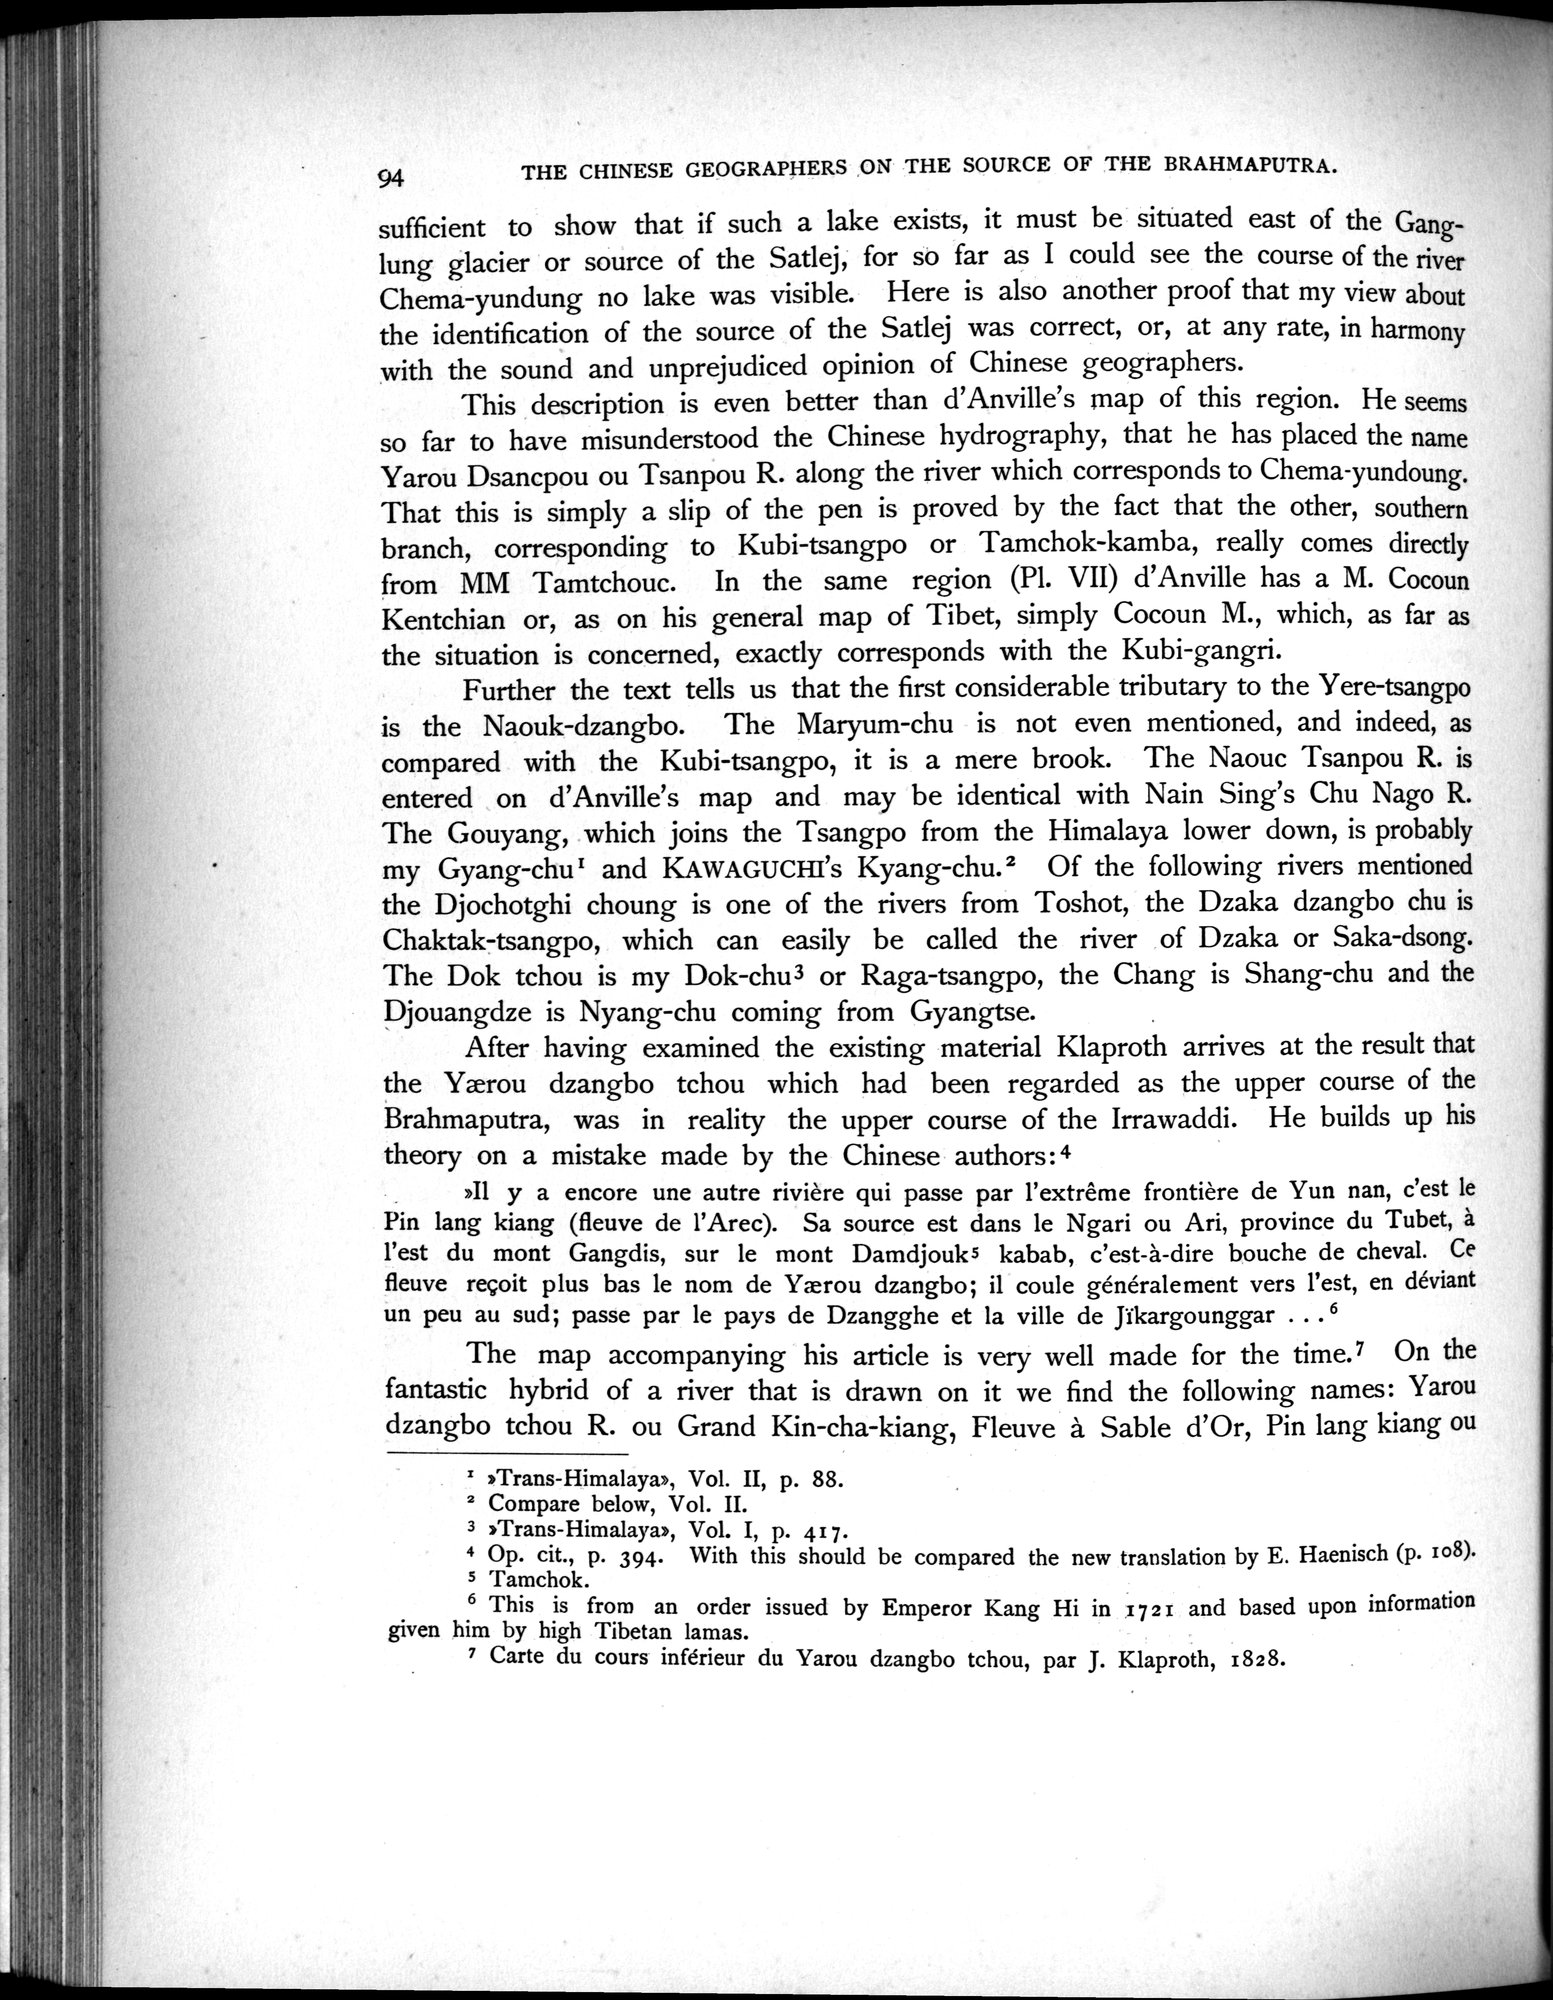 94 THE CHINESE GEOGRAPHERS ON THE SOURCE OF THE BRAHMAPUTRA.
sufficient to show that if such a lake exists, it must be situated east of the Gang-
lung glacier or source of the Satlej, for so far as I could see the course of the river
Chema-yundung no lake was visible. Here is also another proof that my view about
the identification of the source of the Satlej was correct, or, at any rate, in harmony
with the sound and unprejudiced opinion of Chinese geographers.
This description is even better than d'Anville's map of this region. He seems
so far to have misunderstood the Chinese hydrography, that he has placed the name
Yarou Dsancpou ou Tsanpou R. along the river which corresponds to Chema-yundoung.
That this is simply a slip of the pen is proved by the fact that the other, southern
branch, corresponding to Kubi-tsangpo or Tamchok-kamba, really comes directly
from MM Tamtchouc. In the same region (Pl. VII) d'Anville has a M. Cocoun
Kentchian or, as on his general map of Tibet, simply Cocoun M., which, as far as
the situation is concerned, exactly corresponds with the Kubi-gangri.
Further the text tells us that the first considerable tributary to the Yere-tsangpo
is the Naouk-dzangbo. The Maryum-chu is not even mentioned, and indeed, as
compared with the Kubi-tsangpo, it is a mere brook. The Naouc Tsanpou R. is
entered on d'Anville's map and may be identical with Nain Sing's Chu Nago R.
The Gouyang, which joins the Tsangpo from the Himalaya lower down, is probably
my Gyang-chu¹ and KAWAGUCHI's Kyang-chu.² Of the following rivers mentioned
the Djochotghi choung is one of the rivers from Toshot, the Dzaka dzangbo chu is
Chaktak-tsangpo, which can easily be called the river of Dzaka or Saka-dsong.
The Dok tchou is my Dok-chu³ or Raga-tsangpo, the Chang is Shang-chu and the
Djouangdze is Nyang-chu coming from Gyangtse.
After having examined the existing material Klaproth arrives at the result that
the Yærou dzangbo tchou which had been regarded as the upper course of the
Brahmaputra, was in reality the upper course of the Irrawaddi. He builds up his
theory on a mistake made by the Chinese authors:⁴
»Il y a encore une autre rivière qui passe par l'extrême frontière de Yun nan, c'est le
Pin lang kiang (fleuve de l'Arec). Sa source est dans le Ngari ou Ari, province du Tubet, à
l'est du mont Gangdis, sur le mont Damdjouk⁵ kabab, c'est-à-dire bouche de cheval. Ce
fleuve reçoit plus bas le nom de Yærou dzangbo; il coule généralement vers l'est, en déviant
un peu au sud; passe par le pays de Dzangghe et la ville de Jïkargounggar . . .⁶
The map accompanying his article is very well made for the time.⁷ On the
fantastic hybrid of a river that is drawn on it we find the following names: Yarou
dzangbo tchou R. ou Grand Kin-cha-kiang, Fleuve à Sable d'Or, Pin lang kiang ou
¹ »Trans-Himalaya», Vol. II, p. 88.
² Compare below, Vol. II.
³ »Trans-Himalaya», Vol. I, p. 417.
⁴ Op. cit., p. 394. With this should be compared the new translation by E. Haenisch (p. 108).
⁵ Tamchok.
⁶ This is from an order issued by Emperor Kang Hi in 1721 and based upon information
given him by high Tibetan lamas.
⁷ Carte du cours inférieur du Yarou dzangbo tchou, par J. Klaproth, 1828.